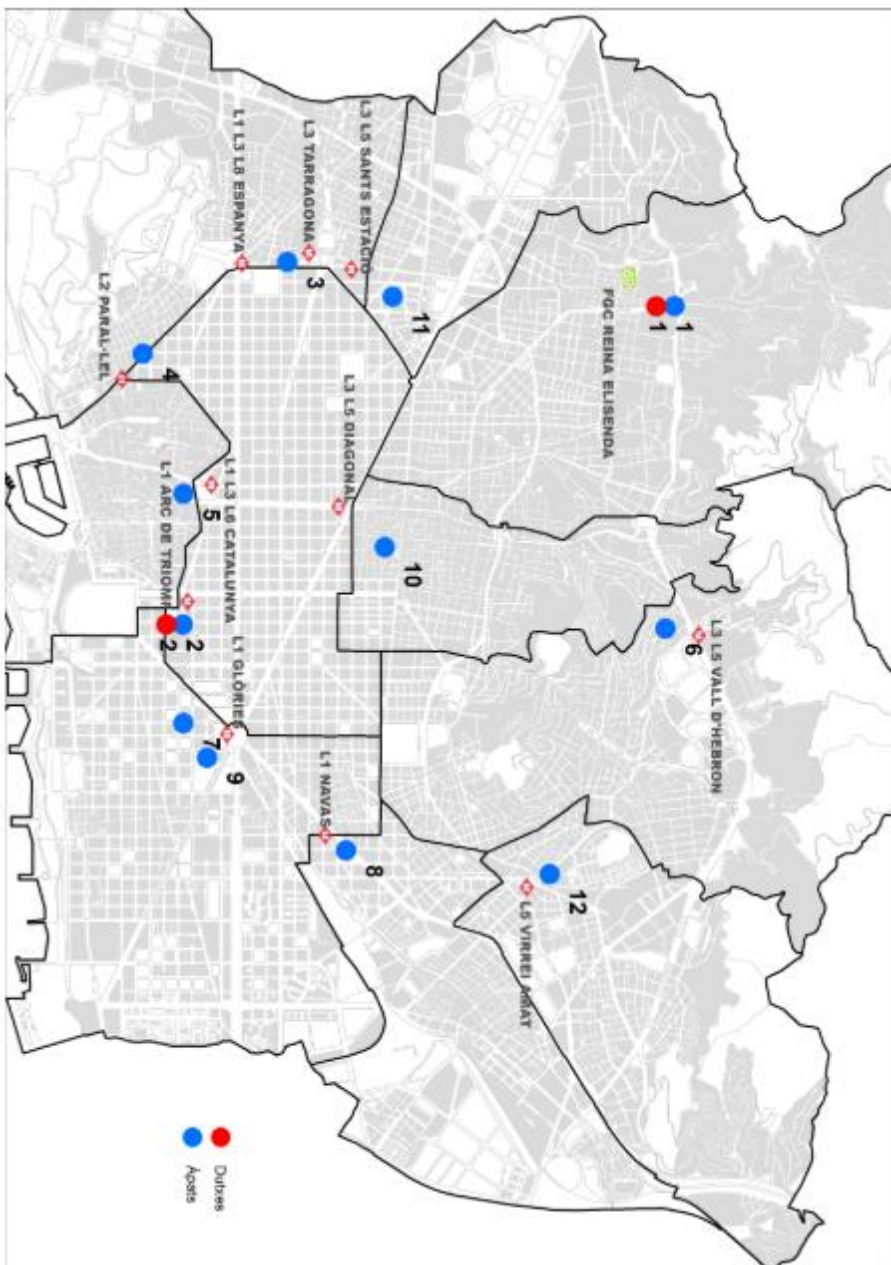 L3 L5 VALL D'HEBRON
6
1
1
FGC REINA ELISENDA
12
L5 VIRREI AMAT
11
10
8
L3 L5 SANTS ESTACIO
L3 L5 DIAGONAL
L1 NAVAS
3
L3 TARRAGONA
L1 L3 L8 ESPANYA
L1 GLÒRIES
9
L1 L3 L6 CATALUNYA
Dutxes
7
5
2
Àpats
4
2
L1 ARC DE TRIOMF
L2 PARAL·LEL